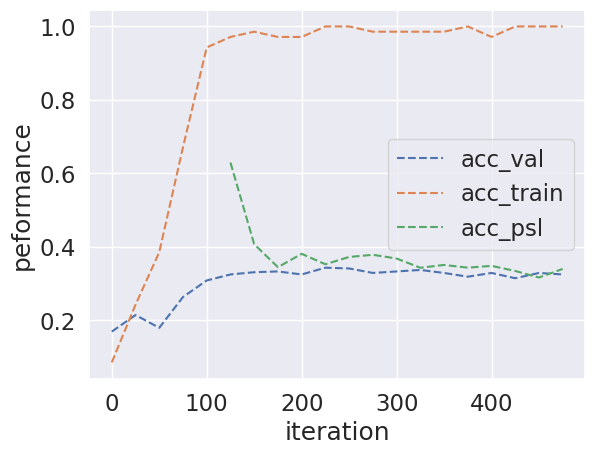 1.0
0.8
0.6
0.4
0.2
peformance
acc_val
acc_train
acc_psl
0 100 200 300 400
iteration